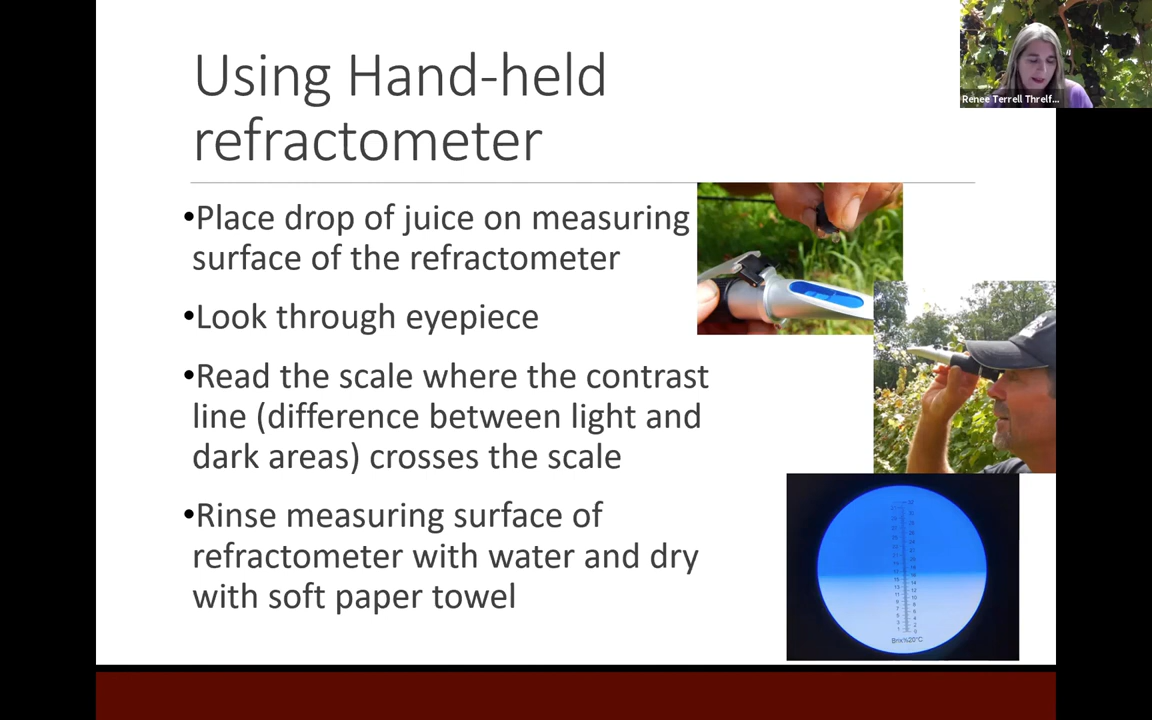 Using Hand-held
refractometer
•Place drop of juice on measuring
surface of the refractometer
•Look through eyepiece
•Read the scale where the contrast
line (difference between light and
dark areas) crosses the scale
•Rinse measuring surface of
refractometer with water and dry
with soft paper towel
Renee Terrell Threlf...
Brix%20°C